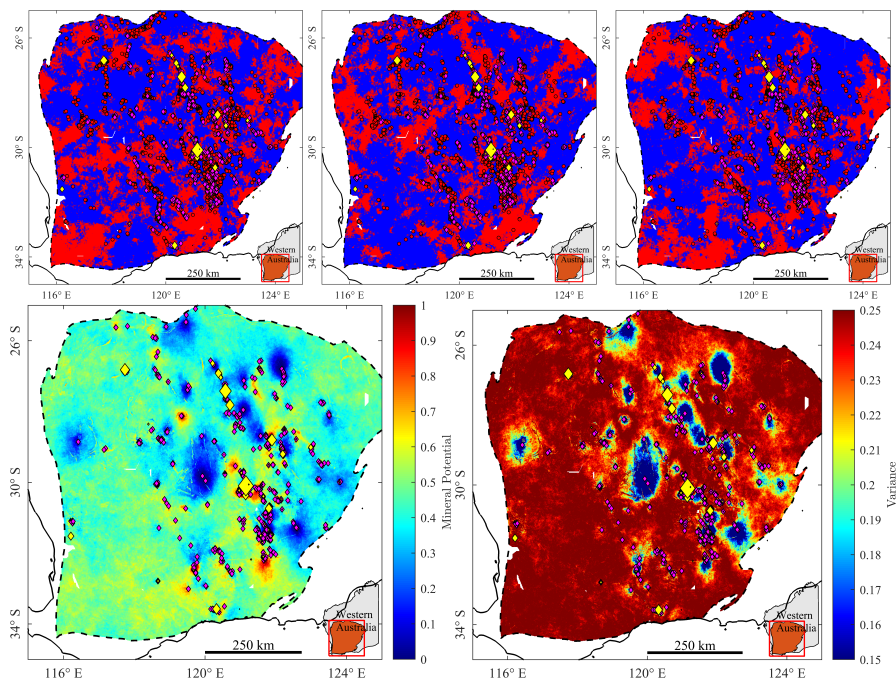 26° S
30° S
34° S
116° E
120° E
124° E
250 km
Western
Australia
26° S
30° S
34° S
116° E
120° E
124° E
250 km
Western
Australia
26° S
30° S
34° S
116° E
120° E
124° E
250 km
Western
Australia
26° S
30° S
34° S
116° E
120° E
124° E
250 km
Western
Australia
1
0.9
0.8
0.7
0.6
0.5
0.4
0.3
0.2
0.1
0
Mineral Potential
26° S
30° S
34° S
116° E
120° E
124° E
250 km
Western
Australia
0.25
0.24
0.23
0.22
0.21
0.20
0.19
0.18
0.17
0.16
0.15
Variance